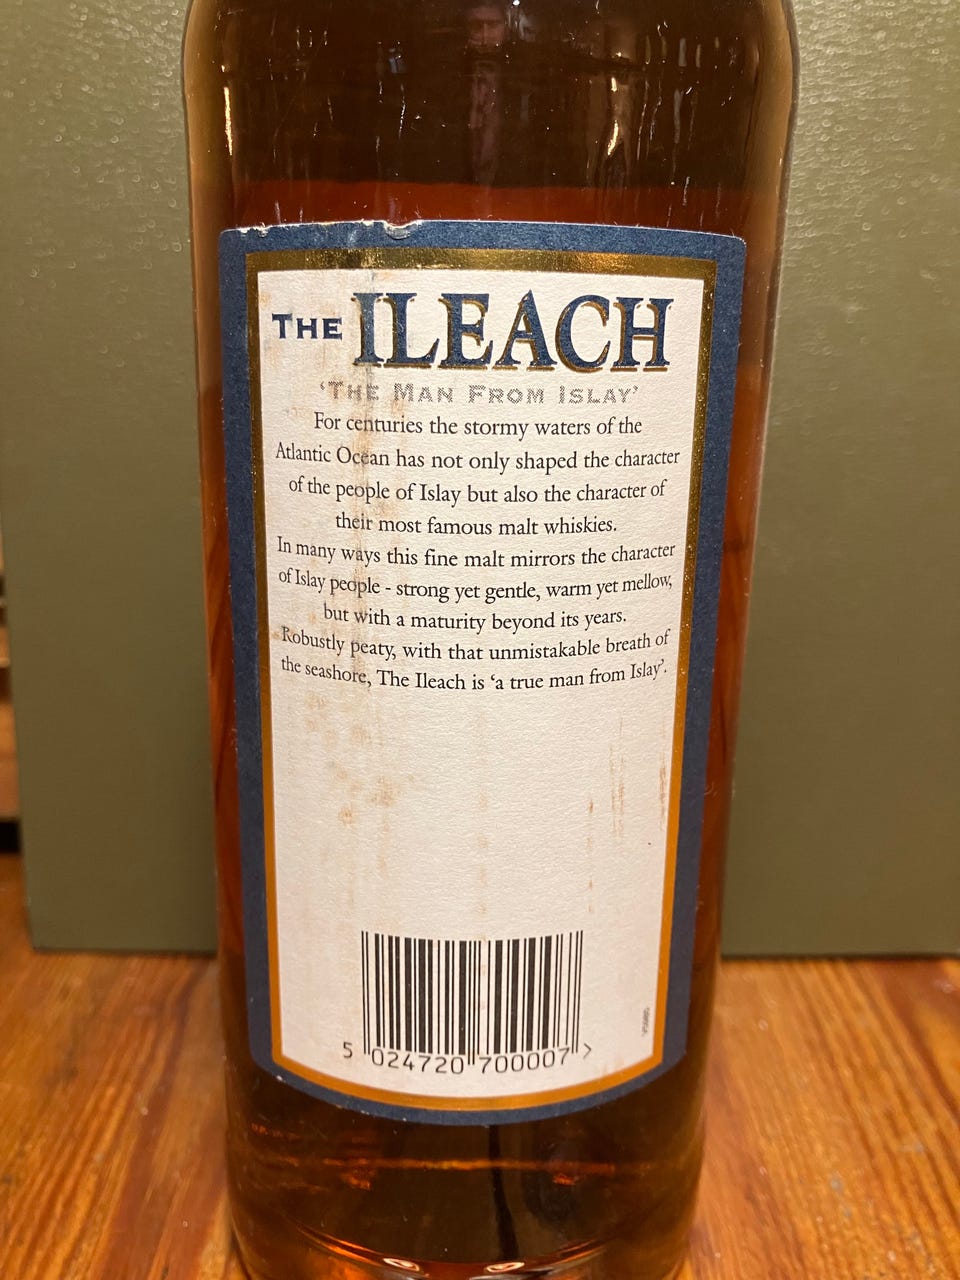 THE ILEACH
‘THE MAN FROM ISLAY’
For centuries the stormy waters of the
Atlantic Ocean has not only shaped the character
of the people of Islay but also the character of
their most famous malt whiskies.
In many ways this fine malt mirrors the character
of Islay people - strong yet gentle, warm yet mellow,
but with a maturity beyond its years.
Robustly peaty, with that unmistakable breath of
the seashore, The Ileach is ‘a true man from Islay’.
5 024720 700007 >